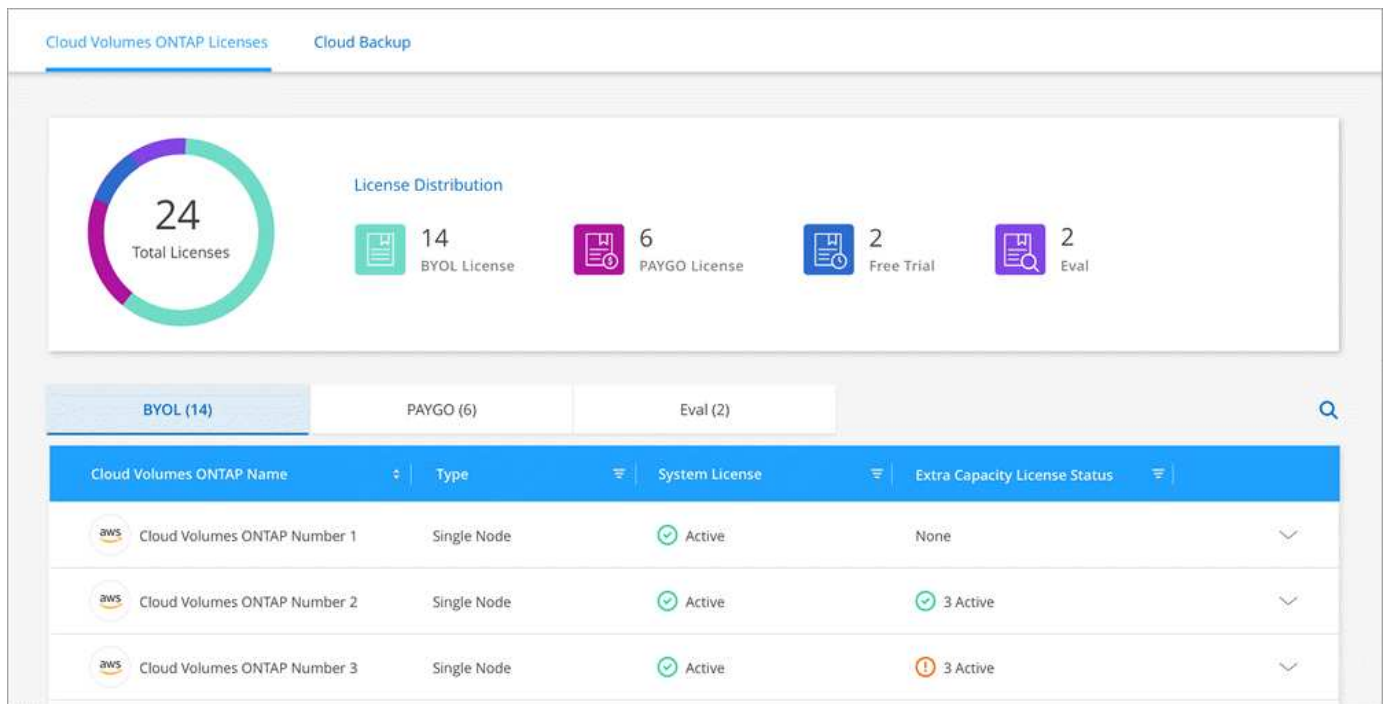 Cloud Volumes ONTAP Licenses Cloud Backup
24
Total Licenses
License Distribution
14
BYOL License
6
PAYGO License
2
Free Trial
2
Eval
BYOL (14) PAYGO (6) Eval (2)
Cloud Volumes ONTAP Name Type System License Extra Capacity License Status
aws Cloud Volumes ONTAP Number 1 Single Node Active None
aws Cloud Volumes ONTAP Number 2 Single Node Active 3 Active
aws Cloud Volumes ONTAP Number 3 Single Node Active 3 Active